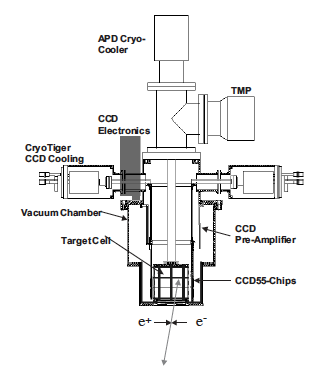 APD Cryo-
Cooler
TMP
CCD
Electronics
CryoTiger
CCD Cooling
Vacuum Chamber
CCD
Pre-Amplifier
Target Cell
CCD55-Chips
e+ e-